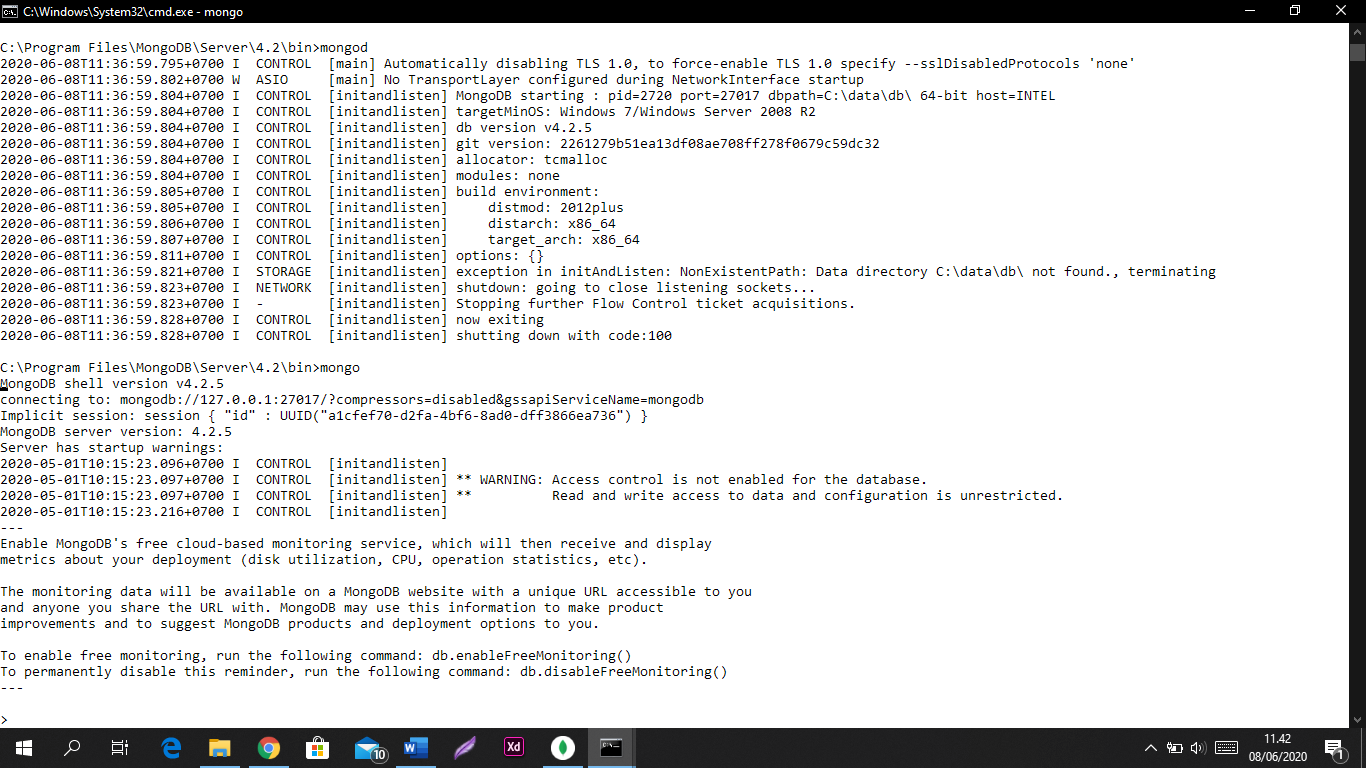 C:\Windows\System32\cmd.exe - mongo
C:\Program Files\MongoDB\Server\4.2\bin>mongod
2020-06-08T11:36:59.795+0700 I  CONTROL  [main] Automatically disabling TLS 1.0, to force-enable TLS 1.0 specify --sslDisabledProtocols 'none'
2020-06-08T11:36:59.802+0700 W  ASIO     [main] No TransportLayer configured during NetworkInterface startup
2020-06-08T11:36:59.804+0700 I  CONTROL  [initandlisten] MongoDB starting : pid=2720 port=27017 dbpath=C:\data\db\ 64-bit host=INTEL
2020-06-08T11:36:59.804+0700 I  CONTROL  [initandlisten] targetMinOS: Windows 7/Windows Server 2008 R2
2020-06-08T11:36:59.804+0700 I  CONTROL  [initandlisten] db version v4.2.5
2020-06-08T11:36:59.804+0700 I  CONTROL  [initandlisten] git version: 2261279b51ea13df08ae708ff278f0679c59dc32
2020-06-08T11:36:59.804+0700 I  CONTROL  [initandlisten] allocator: tcmalloc
2020-06-08T11:36:59.804+0700 I  CONTROL  [initandlisten] modules: none
2020-06-08T11:36:59.805+0700 I  CONTROL  [initandlisten] build environment:
2020-06-08T11:36:59.805+0700 I  CONTROL  [initandlisten]     distmod: 2012plus
2020-06-08T11:36:59.806+0700 I  CONTROL  [initandlisten]     distarch: x86_64
2020-06-08T11:36:59.807+0700 I  CONTROL  [initandlisten]     target_arch: x86_64
2020-06-08T11:36:59.811+0700 I  CONTROL  [initandlisten] options: {}
2020-06-08T11:36:59.821+0700 I  STORAGE  [initandlisten] exception in initAndListen: NonExistentPath: Data directory C:\data\db\ not found., terminating
2020-06-08T11:36:59.823+0700 I  NETWORK  [initandlisten] shutdown: going to close listening sockets...
2020-06-08T11:36:59.823+0700 I  -        [initandlisten] Stopping further Flow Control ticket acquisitions.
2020-06-08T11:36:59.828+0700 I  CONTROL  [initandlisten] now exiting
2020-06-08T11:36:59.828+0700 I  CONTROL  [initandlisten] shutting down with code:100
C:\Program Files\MongoDB\Server\4.2\bin>mongo
MongoDB shell version v4.2.5
connecting to: mongodb://127.0.0.1:27017/?compressors=disabled&gssapiServiceName=mongodb
Implicit session: session { "id" : UUID("a1cfef70-d2fa-4bf6-8ad0-dff3866ea736") }
MongoDB server version: 4.2.5
Server has startup warnings:
2020-05-01T10:15:23.096+0700 I  CONTROL  [initandlisten]
2020-05-01T10:15:23.097+0700 I  CONTROL  [initandlisten] ** WARNING: Access control is not enabled for the database.
2020-05-01T10:15:23.097+0700 I  CONTROL  [initandlisten] **          Read and write access to data and configuration is unrestricted.
2020-05-01T10:15:23.216+0700 I  CONTROL  [initandlisten]
---
Enable MongoDB's free cloud-based monitoring service, which will then receive and display
metrics about your deployment (disk utilization, CPU, operation statistics, etc).
The monitoring data will be available on a MongoDB website with a unique URL accessible to you
and anyone you share the URL with. MongoDB may use this information to make product
improvements and to suggest MongoDB products and deployment options to you.
To enable free monitoring, run the following command: db.enableFreeMonitoring()
To permanently disable this reminder, run the following command: db.disableFreeMonitoring()
---
>
10
Xd
11.42
08/06/2020
1